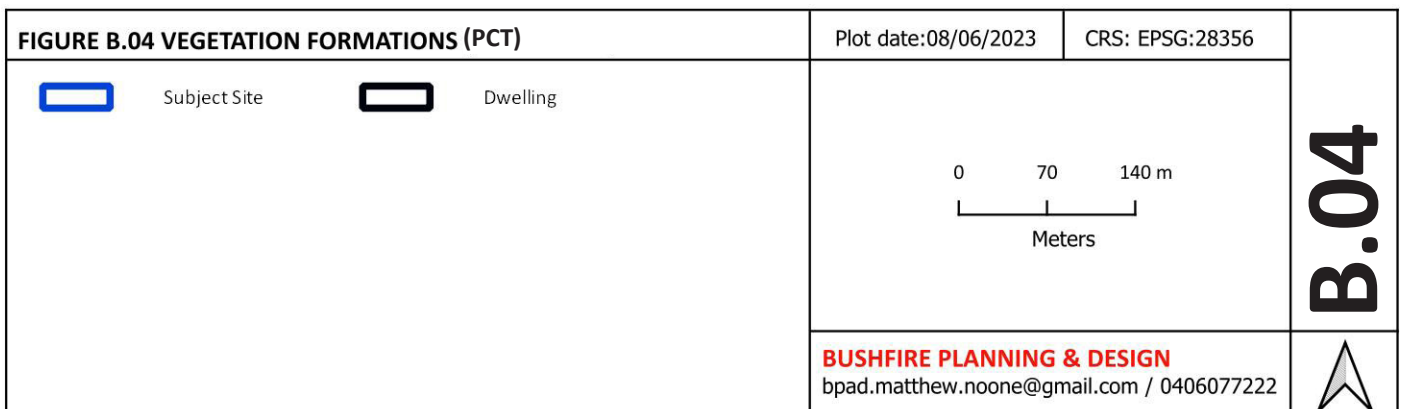 FIGURE B.04 VEGETATION FORMATIONS (PCT)
Plot date:08/06/2023
CRS: EPSG:28356
Subject Site
Dwelling
0 70 140 m
Meters
BUSHFIRE PLANNING & DESIGN
bpad.matthew.noone@gmail.com / 0406077222
B.04